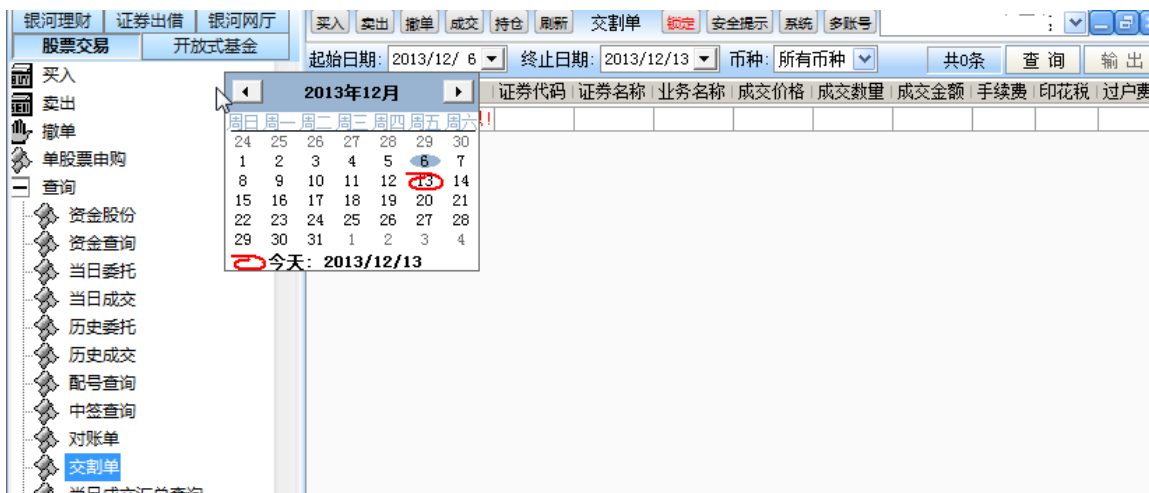 银河理财 证券出借 银河网厅
股票交易 开放式基金
买入 卖出 撤单 成交 持仓 刷新 交割单 锁定 安全提示 系统 多账号
起始日期: 2013/12/ 6 终止日期: 2013/12/13 币种: 所有币种 共0条 查询 输出
证券代码 证券名称 业务名称 成交价格 成交数量 成交金额 手续费 印花税 过户费
买入
卖出
撤单
单股票申购
查询
资金股份
资金查询
当日委托
当日成交
历史委托
历史成交
配号查询
中签查询
对账单
交割单
当日成交汇总查询
2013年12月
周日 周一 周二 周三 周四 周五 周六
24 25 26 27 28 29 30
1 2 3 4 5 6 7
8 9 10 11 12 13 14
15 16 17 18 19 20 21
22 23 24 25 26 27 28
29 30 31 1 2 3 4
今天: 2013/12/13